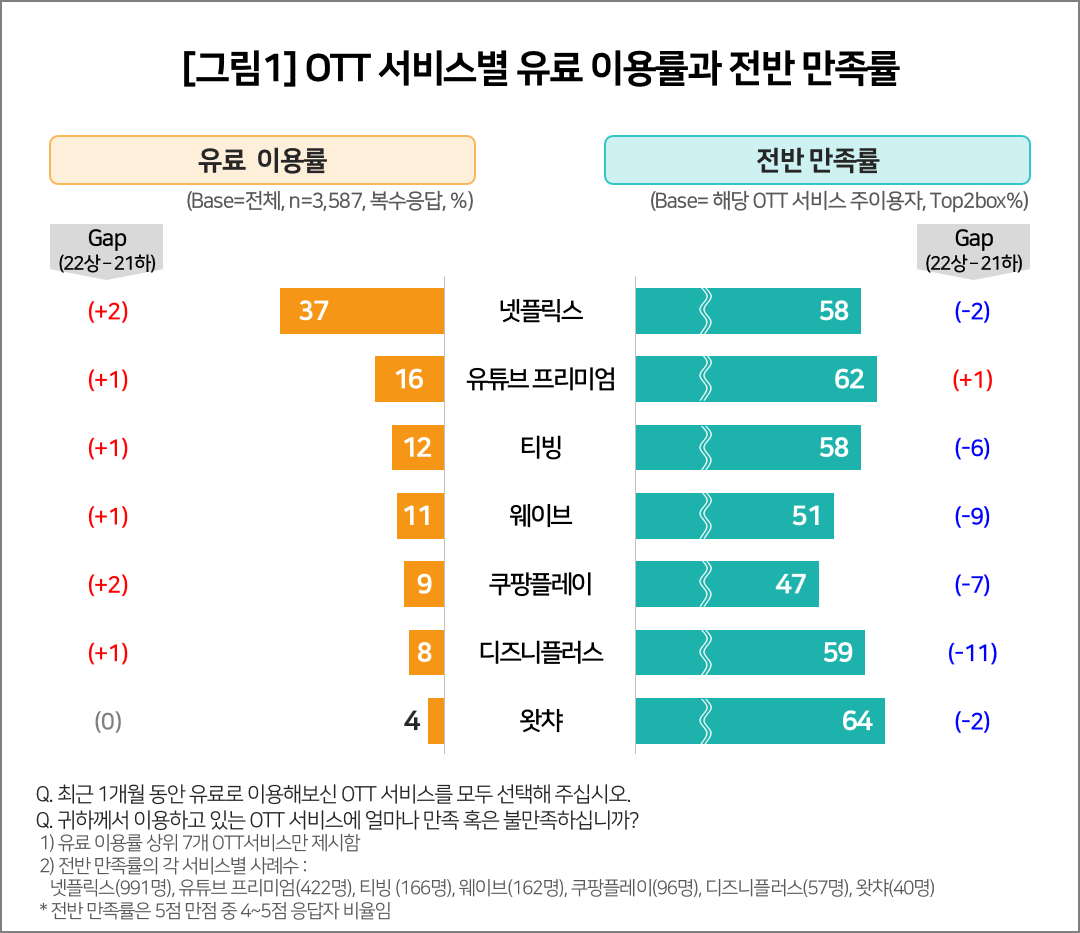 [그림1] OTT 서비스별 유료 이용률과 전반 만족률
유료 이용률
전반 만족률
(Base=전체, n=3,587, 복수응답, %)
(Base= 해당 OTT 서비스 주이용자, Top2box%)
Gap
(22상-21하)
Gap
(22상-21하)
(+2) 37 넷플릭스 58 (-2)
(+1) 16 유튜브 프리미엄 62 (+1)
(+1) 12 티빙 58 (-6)
(+1) 11 웨이브 51 (-9)
(+2) 9 쿠팡플레이 47 (-7)
(+1) 8 디즈니플러스 59 (-11)
(0) 4 왓챠 64 (-2)
Q. 최근 1개월 동안 유료로 이용해보신 OTT 서비스를 모두 선택해 주십시오.
Q. 귀하께서 이용하고 있는 OTT 서비스에 얼마나 만족 혹은 불만족하십니까?
1) 유료 이용률 상위 7개 OTT서비스만 제시함
2) 전반 만족률의 각 서비스별 사례수 :
넷플릭스(991명), 유튜브 프리미엄(422명), 티빙 (166명), 웨이브(162명), 쿠팡플레이(96명), 디즈니플러스(57명), 왓챠(40명)
* 전반 만족률은 5점 만점 중 4~5점 응답자 비율임